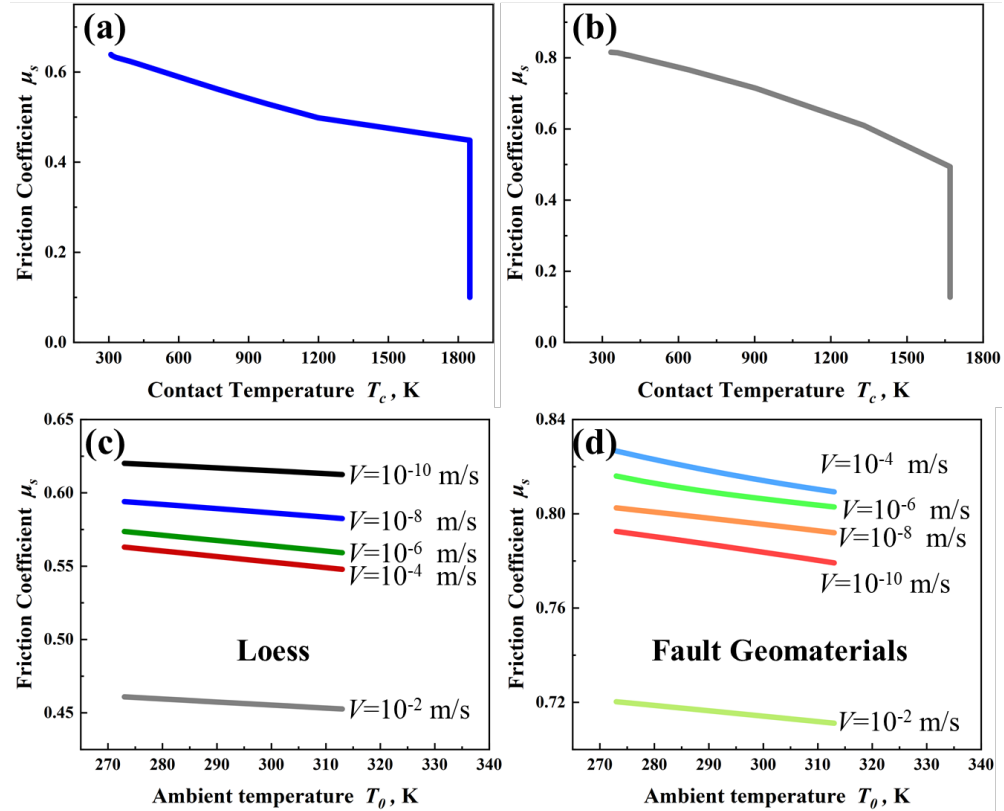 (a)
0.6
0.4
0.2
0.0
Friction Coefficient μs
300 600 900 1200 1500 1800
Contact Temperature Tc , K
(b)
0.8
0.6
0.4
0.2
0.0
Friction Coefficient μs
300 600 900 1200 1500 1800
Contact Temperature Tc , K
(c)
0.65
0.60
0.55
0.50
0.45
Friction Coefficient μs
V=10-10 m/s
V=10-8 m/s
V=10-6 m/s
V=10-4 m/s
Loess
V=10-2 m/s
270 280 290 300 310 320 330 340
Ambient temperature T0, K
(d)
0.84
0.80
0.76
0.72
Friction Coefficient μs
V=10-4 m/s
V=10-6 m/s
V=10-8 m/s
V=10-10 m/s
Fault Geomaterials
V=10-2 m/s
270 280 290 300 310 320 330 340
Ambient temperature T0, K